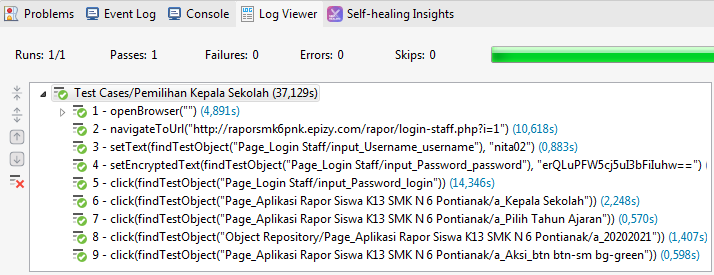 Problems Event Log Console Log Viewer Self-healing Insights
Runs: 1/1 Passes: 1 Failures: 0 Errors: 0 Skips: 0
Test Cases/Pemilihan Kepala Sekolah (37,129s)
1 - openBrowser("") (4,891s)
2 - navigateToUrl("http://raporsmk6pnk.epizy.com/rapor/login-staff.php?i=1") (10,618s)
3 - setText(findTestObject("Page_Login Staff/input_Username_username"), "nita02") (0,883s)
4 - setEncryptedText(findTestObject("Page_Login Staff/input_Password_password"), "erQLuPFW5cj5uI3bFiIuhw==") (
5 - click(findTestObject("Page_Login Staff/input_Password_login")) (14,346s)
6 - click(findTestObject("Page_Aplikasi Rapor Siswa K13 SMK N 6 Pontianak/a_Kepala Sekolah")) (2,248s)
7 - click(findTestObject("Page_Aplikasi Rapor Siswa K13 SMK N 6 Pontianak/a_Pilih Tahun Ajaran")) (0,570s)
8 - click(findTestObject("Object Repository/Page_Aplikasi Rapor Siswa K13 SMK N 6 Pontianak/a_20202021")) (1,407s)
9 - click(findTestObject("Page_Aplikasi Rapor Siswa K13 SMK N 6 Pontianak/a_Aksi_btn btn-sm bg-green")) (0,598s)